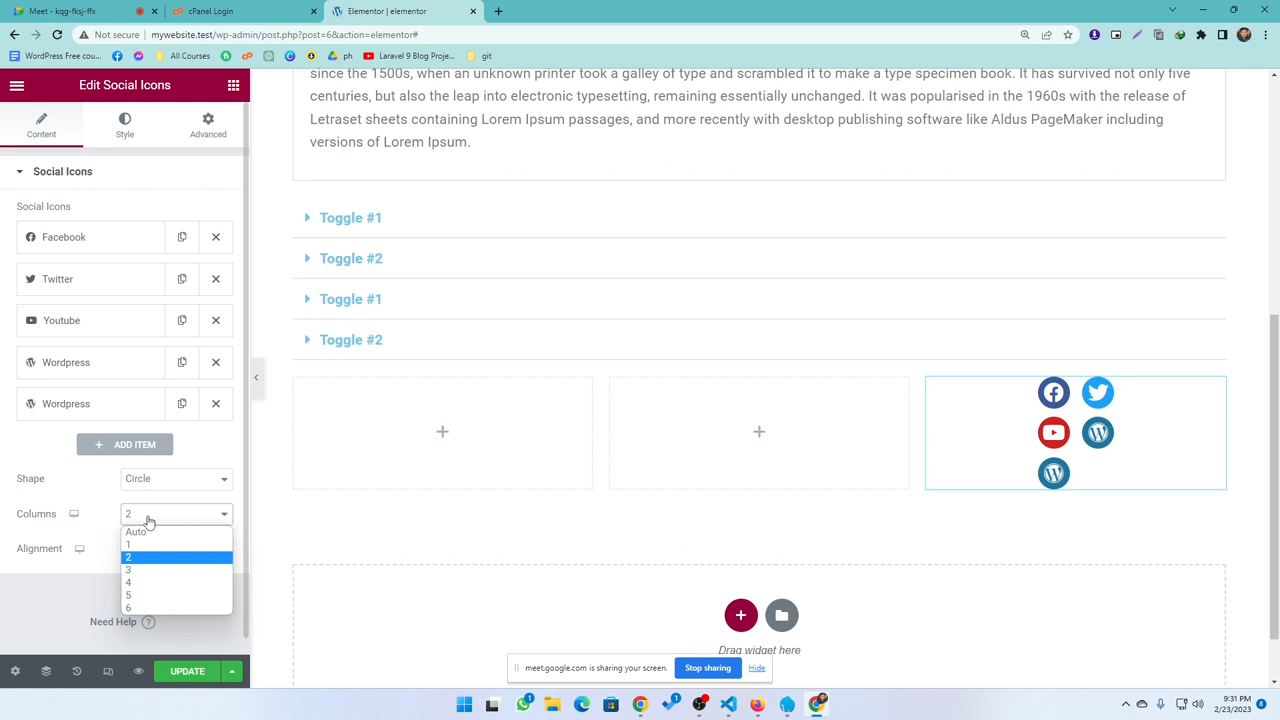 Meet - kqg-fksj-ffx
cPanel Login
Elementor | elementor
Not secure
mywebsite.test/wp-admin/post.php?post=6&action=elementor#
WordPress Free cou...
All Courses
ph
Laravel 9 Blog Proje...
git
Edit Social Icons
Content
Style
Advanced
Social Icons
Social Icons
Facebook
Twitter
Youtube
Wordpress
Wordpress
ADD ITEM
Shape
Circle
Columns
2
Auto
1
2
3
4
5
6
Alignment
Need Help
UPDATE
since the 1500s, when an unknown printer took a galley of type and scrambled it to make a type specimen book. It has survived not only five
centuries, but also the leap into electronic typesetting, remaining essentially unchanged. It was popularised in the 1960s with the release of
Letraset sheets containing Lorem Ipsum passages, and more recently with desktop publishing software like Aldus PageMaker including
versions of Lorem Ipsum.
Toggle #1
Toggle #2
Toggle #1
Toggle #2
Drag widget here
meet.google.com is sharing your screen.
Stop sharing
Hide
9:31 PM
2/23/2023